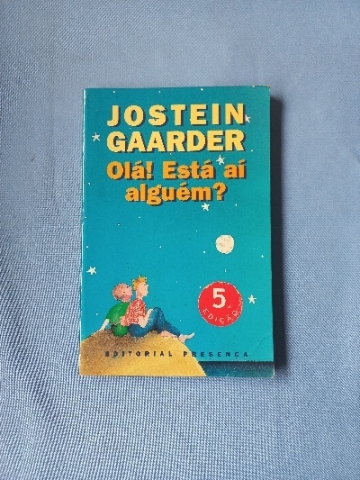 JOSTEIN
GAARDER
Olá! Está aí
alguém?
5.
EDIÇÃO
EDITORIAL PRESENÇA